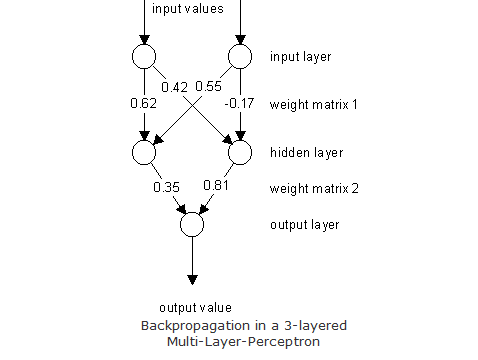 input values
input layer
0.42 0.55
0.62 -0.17 weight matrix 1
hidden layer
0.35 0.81 weight matrix 2
output layer
output value
Backpropagation in a 3-layered
Multi-Layer-Perceptron